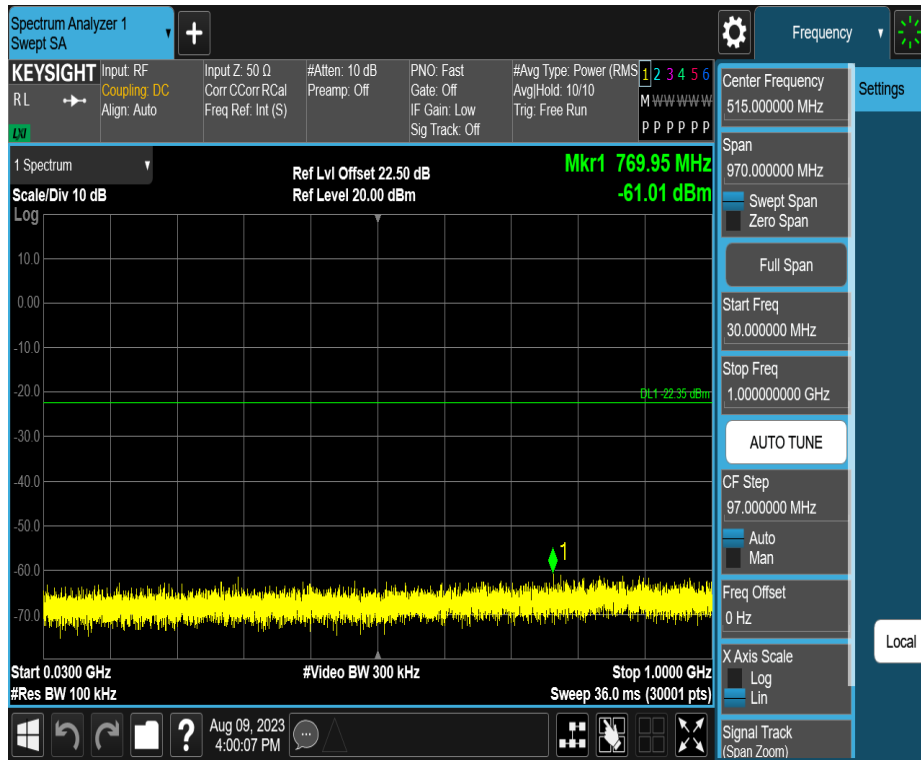 Spectrum Analyzer 1
Swept SA
+
Frequency
KEYSIGHT
RL
LXI
Input: RF
Coupling: DC
Align: Auto
Input Z: 50 Ω
Corr CCorr RCal
Freq Ref: Int (S)
#Atten: 10 dB
Preamp: Off
PNO: Fast
Gate: Off
IF Gain: Low
Sig Track: Off
#Avg Type: Power (RMS
Avg|Hold: 10/10
Trig: Free Run
1 2 3 4 5 6
M W W W W W
P P P P P P
1 Spectrum
Scale/Div 10 dB
Log
Ref Lvl Offset 22.50 dB
Ref Level 20.00 dBm
Mkr1 769.95 MHz
-61.01 dBm
10.0
0.00
-10.0
-20.0
DL1 -22.35 dBm
-30.0
-40.0
-50.0
1
-60.0
-70.0
Start 0.0300 GHz
#Video BW 300 kHz
Stop 1.0000 GHz
#Res BW 100 kHz
Sweep 36.0 ms (30001 pts)
?
Aug 09, 2023
4:00:07 PM
Center Frequency
515.000000 MHz
Span
970.000000 MHz
Swept Span
Zero Span
Full Span
Start Freq
30.000000 MHz
Stop Freq
1.000000000 GHz
AUTO TUNE
CF Step
97.000000 MHz
Auto
Man
Freq Offset
0 Hz
X Axis Scale
Log
Lin
Signal Track
(Span Zoom)
Settings
Local